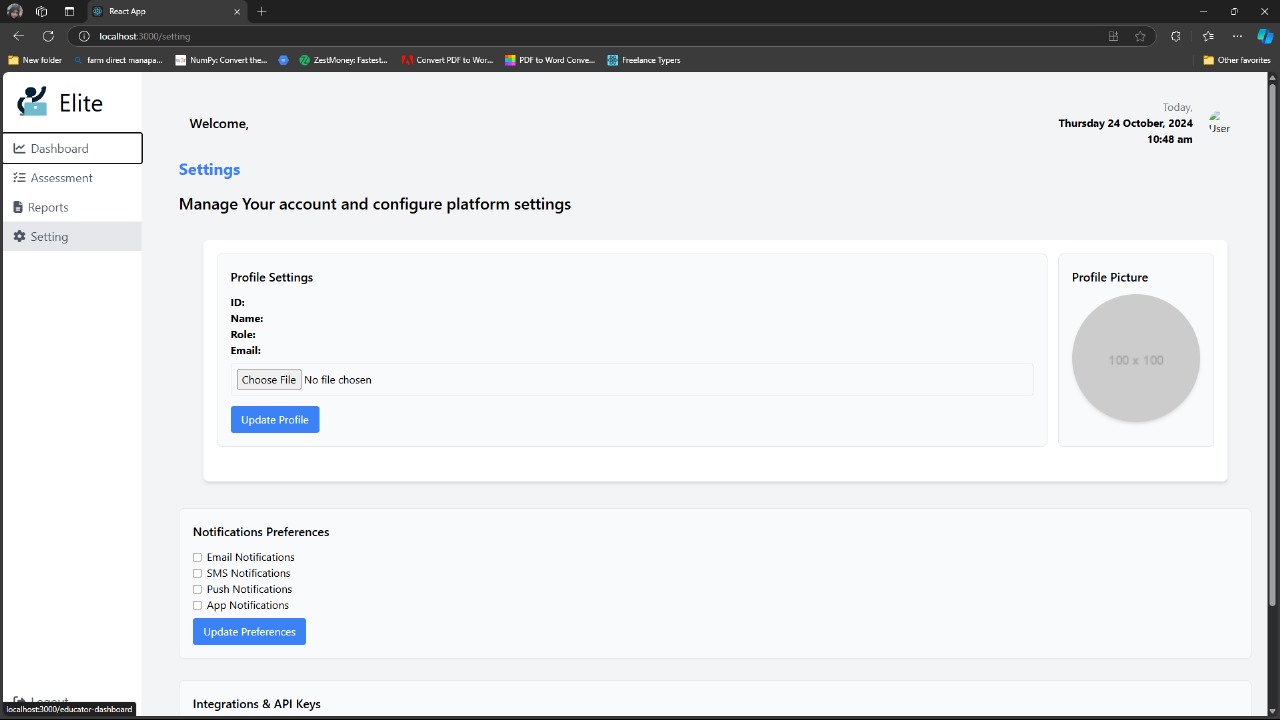 React App
localhost:3000/setting
New folder
farm direct manapa...
NumPy: Convert the...
ZestMoney: Fastest...
Convert PDF to Wor...
PDF to Word Conve...
Freelance Typers
Other favorites
Elite
Dashboard
Assessment
Reports
Setting
Logout
localhost:3000/educator-dashboard
Welcome,
Today,
Thursday 24 October, 2024
10:48 am
User
Settings
Manage Your account and configure platform settings
Profile Settings
ID:
Name:
Role:
Email:
Choose File No file chosen
Update Profile
Profile Picture
100 x 100
Notifications Preferences
Email Notifications
SMS Notifications
Push Notifications
App Notifications
Update Preferences
Integrations & API Keys